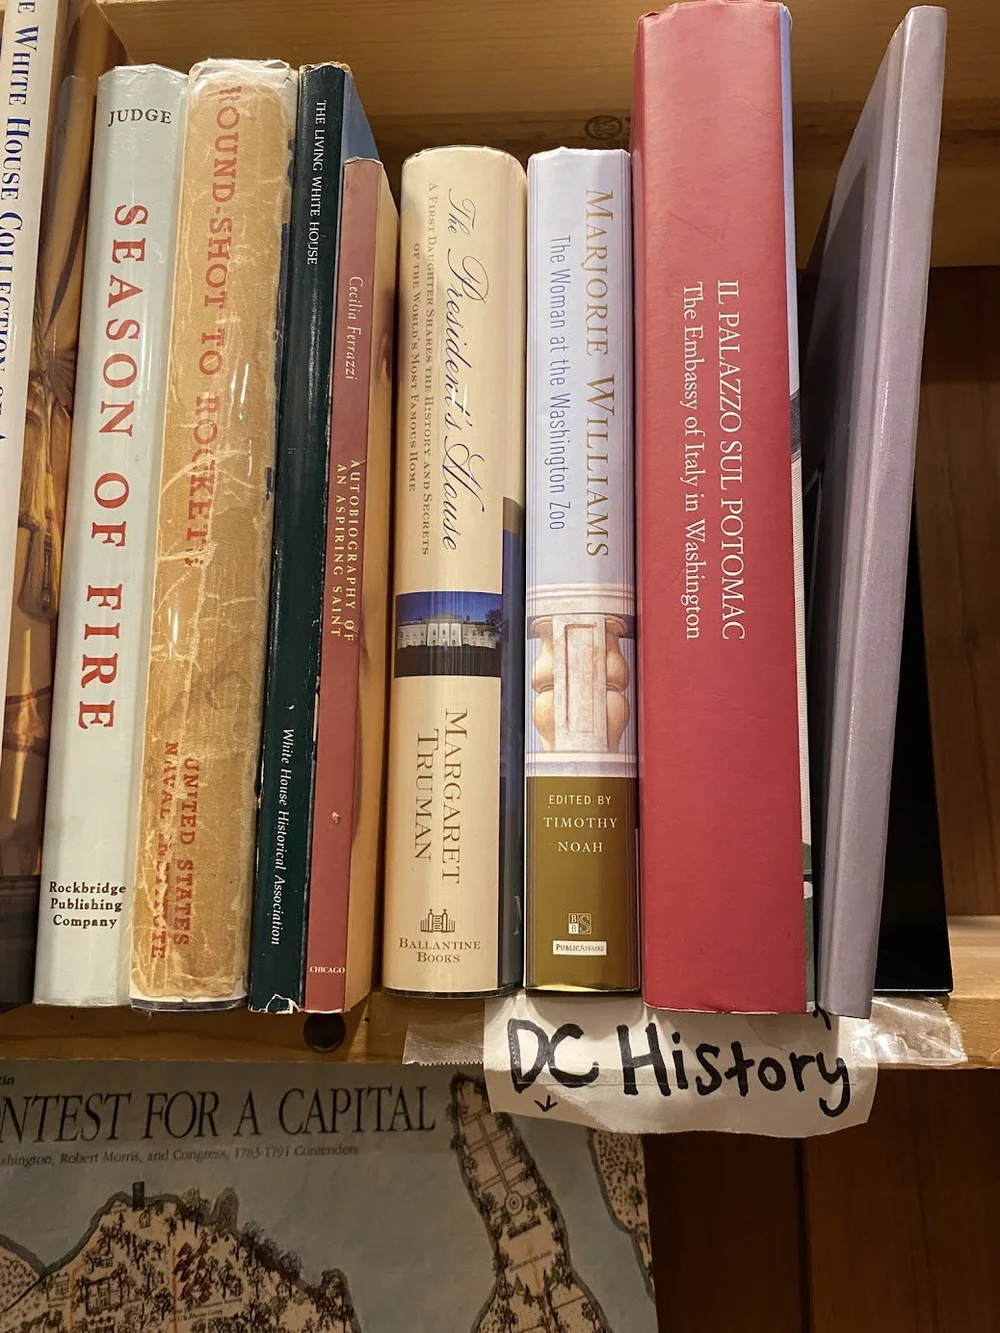 WHITE HOUSE COLLECTION OF
JUDGE
SEASON OF FIRE
Rockbridge
Publishing
Company
ROUND-SHOT TO ROCKETS
UNITED STATES
NAVAL INSTITUTE
THE LIVING WHITE HOUSE
White House Historical Association
Cecilia Ferrazzi
AUTOBIOGRAPHY OF
AN ASPIRING SAINT
CHICAGO
The President's House
A FIRST DAUGHTER SHARES THE HISTORY AND SECRETS
OF THE WORLD'S MOST FAMOUS HOME
MARGARET
TRUMAN
BALLANTINE
BOOKS
MARJORIE WILLIAMS
The Woman at the Washington Zoo
EDITED BY
TIMOTHY
NOAH
BBS
PUBLICAFFAIRS
IL PALAZZO SUL POTOMAC
The Embassy of Italy in Washington
DC History
NTEST FOR A CAPITAL
shington, Robert Morris, and Congress, 1783-1791 Contenders